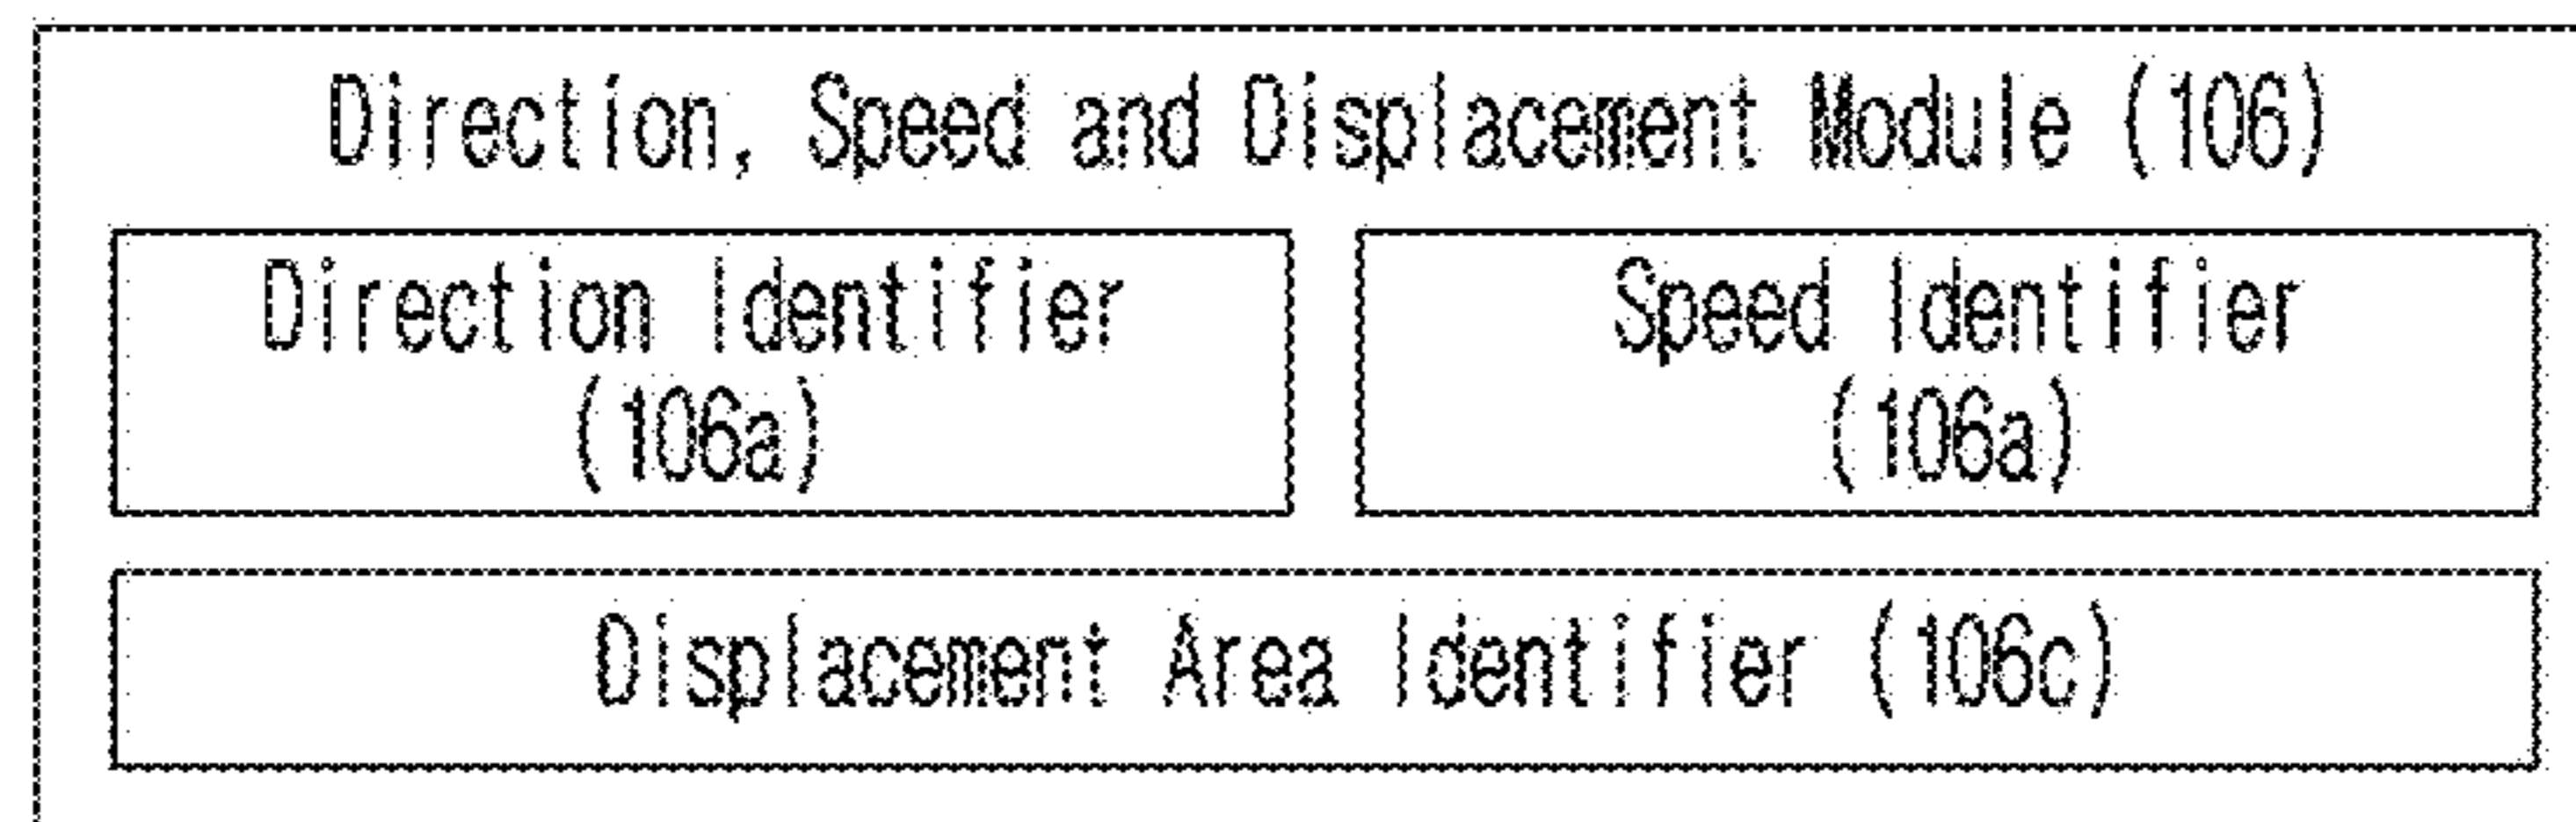 Direction, Speed and Displacement Module (106)
Direction Identifier
(106a)
Speed Identifier
(106a)
Displacement Area Identifier (106c)